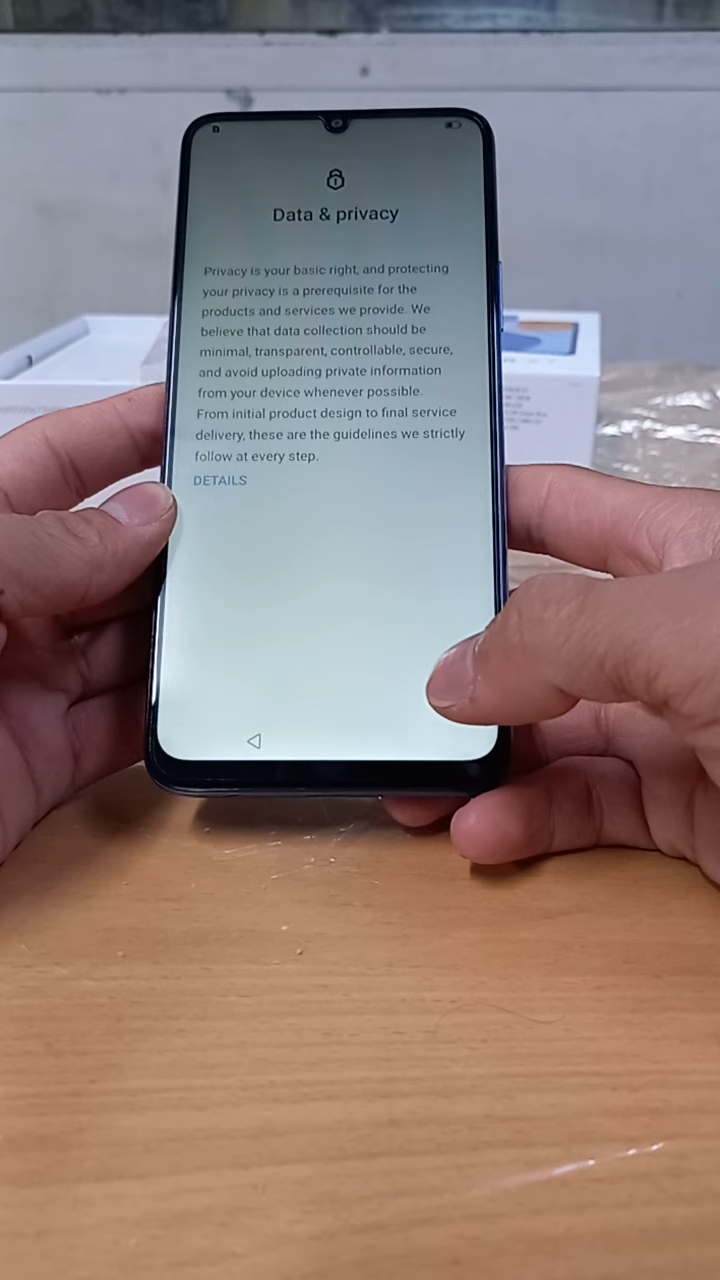 Data & privacy
Privacy is your basic right, and protecting
your privacy is a prerequisite for the
products and services we provide. We
believe that data collection should be
minimal, transparent, controllable, secure,
and avoid uploading private information
from your device whenever possible.
From initial product design to final service
delivery, these are the guidelines we strictly
follow at every step.
DETAILS